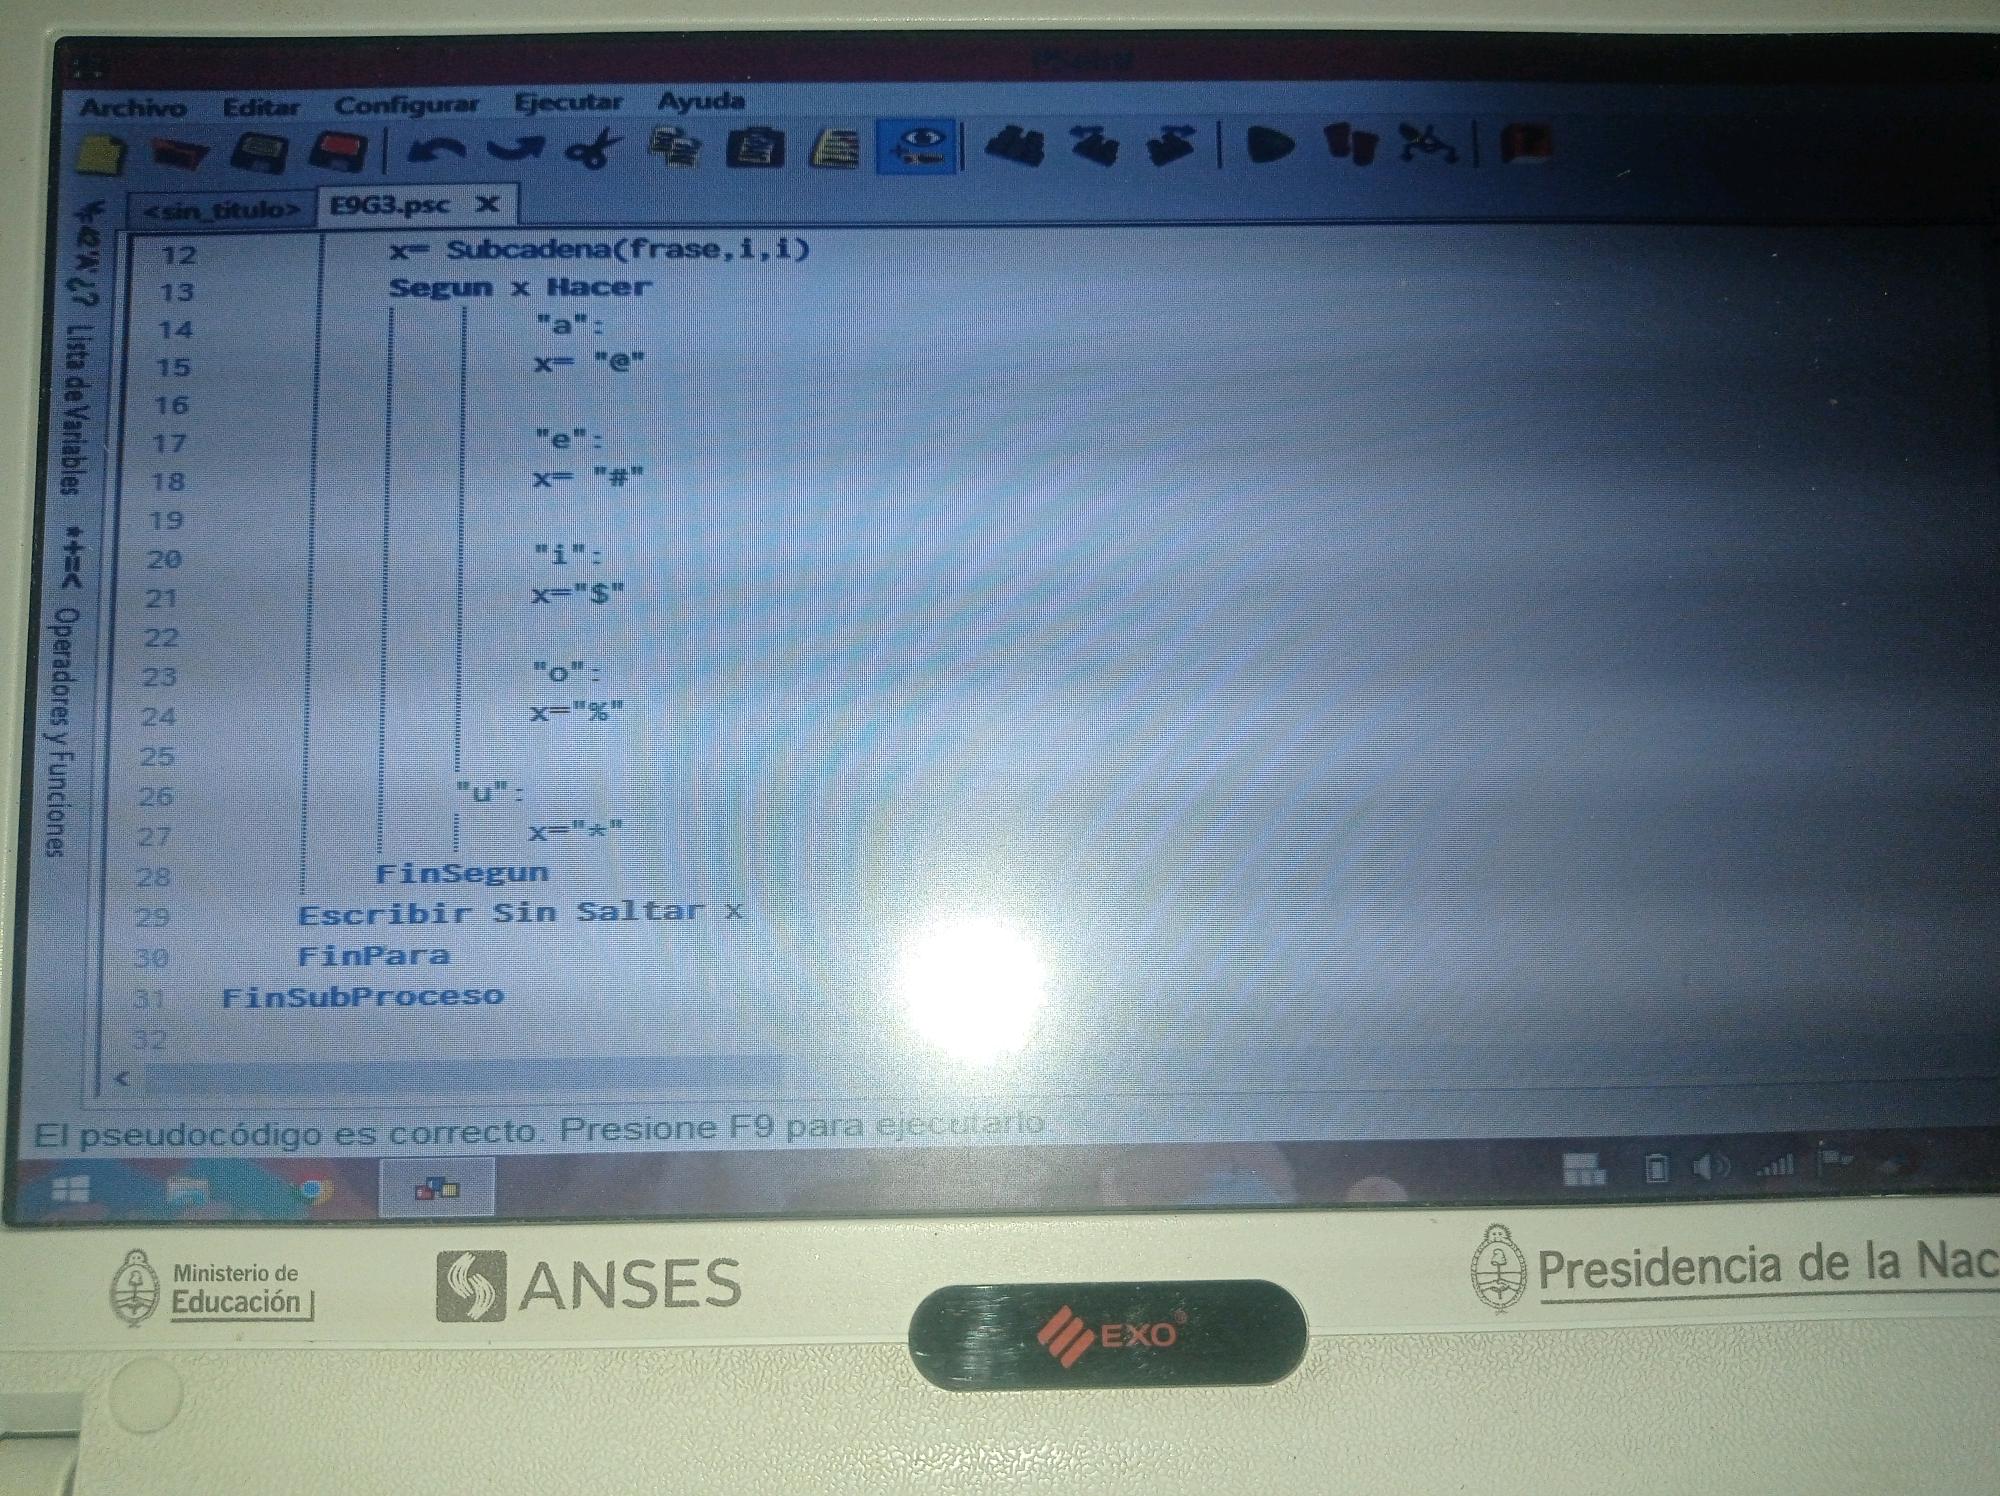 Archivo Editar Configurar Ejecutar Ayuda
<sin_titulo> E9G3.psc X
12 x= Subcadena(frase,i,i)
13 Segun x Hacer
14 "a":
15 x= "@"
16
17 "e":
18 x= "#"
19
20 "i":
21 x="$"
22
23 "o":
24 x="%"
25
26 "u":
27 x="*"
28 FinSegun
29 Escribir Sin Saltar x
30 FinPara
31 FinSubProceso
32
<
Lista de Variables
*+=< Operadores y Funciones
El pseudocódigo es correcto. Presione F9 para ejecutarlo.
Ministerio de
Educación
ANSES
EXO®
Presidencia de la Nac